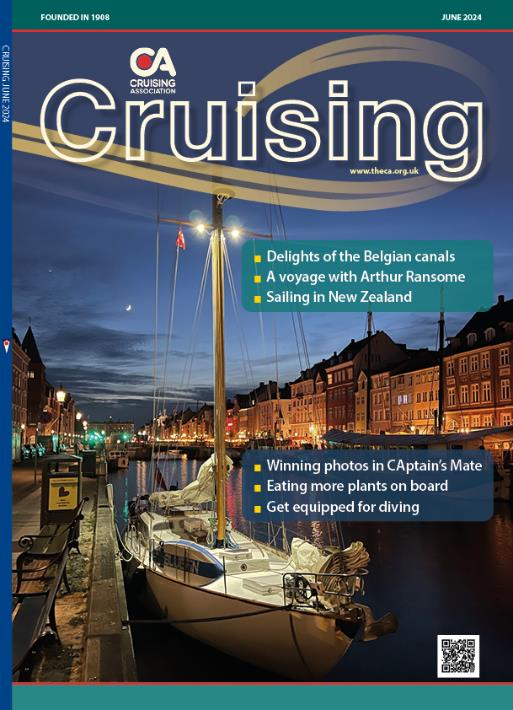 FOUNDED IN 1908
JUNE 2024
CRUISING JUNE 2024
CA
CRUISING
ASSOCIATION
Cruising
www.theca.org.uk
Delights of the Belgian canals
A voyage with Arthur Ransome
Sailing in New Zealand
Winning photos in CAptain's Mate
Eating more plants on board
Get equipped for diving